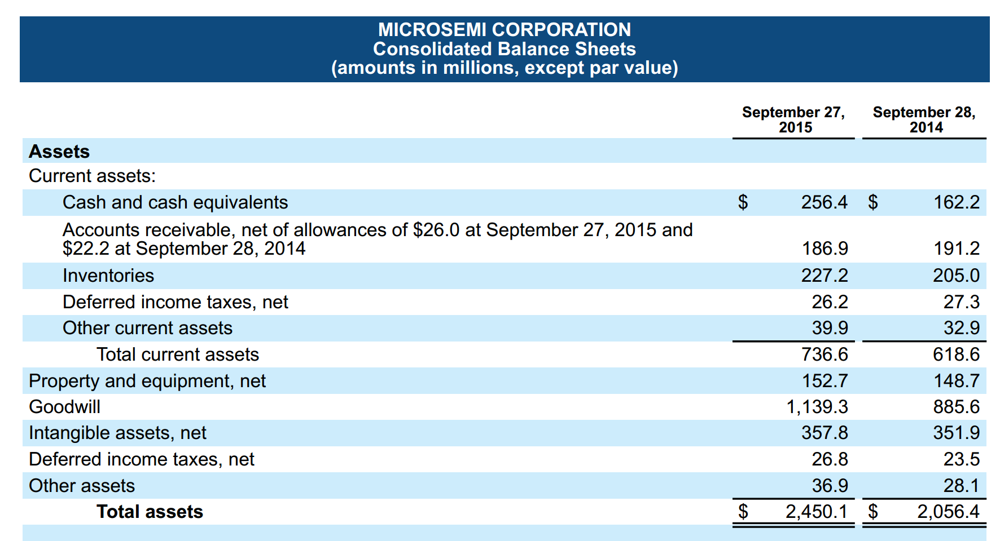 MICROSEMI CORPORATION
Consolidated Balance Sheets
(amounts in millions, except par value)
September 27, 2015 September 28, 2014
Assets
Current assets:
Cash and cash equivalents $ 256.4 $ 162.2
Accounts receivable, net of allowances of $26.0 at September 27, 2015 and
$22.2 at September 28, 2014 186.9 191.2
Inventories 227.2 205.0
Deferred income taxes, net 26.2 27.3
Other current assets 39.9 32.9
Total current assets 736.6 618.6
Property and equipment, net 152.7 148.7
Goodwill 1,139.3 885.6
Intangible assets, net 357.8 351.9
Deferred income taxes, net 26.8 23.5
Other assets 36.9 28.1
Total assets $ 2,450.1 $ 2,056.4